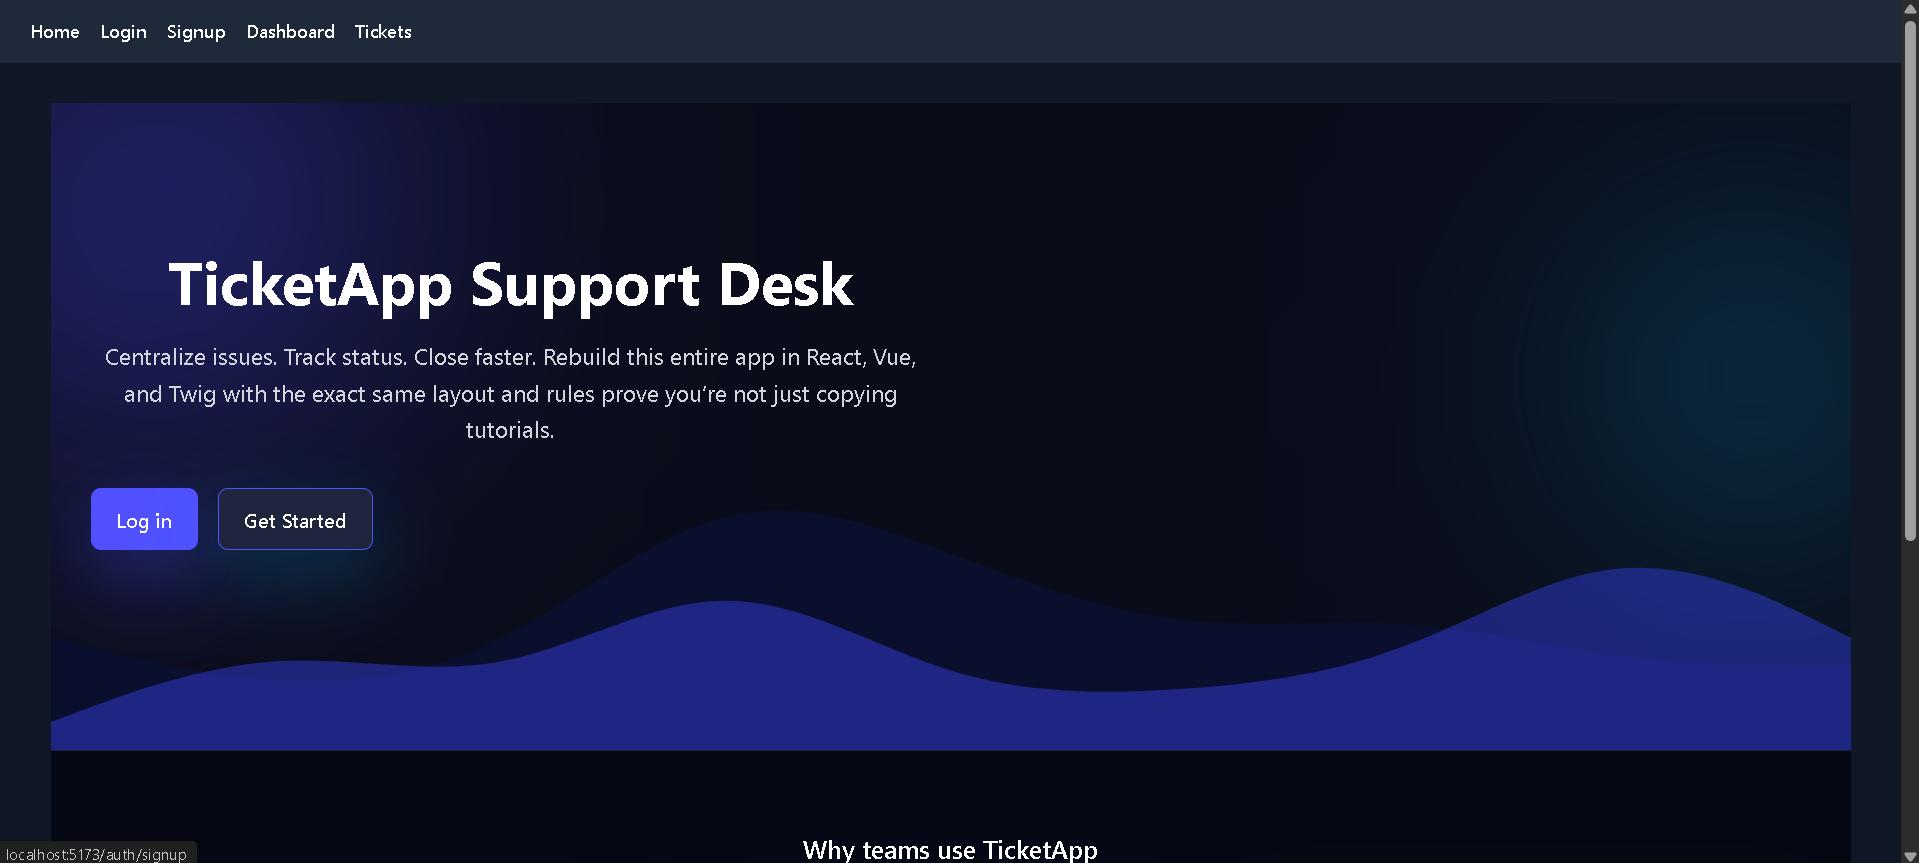 Home Login Signup Dashboard Tickets
TicketApp Support Desk
Centralize issues. Track status. Close faster. Rebuild this entire app in React, Vue,
and Twig with the exact same layout and rules prove you’re not just copying
tutorials.
Log in Get Started
Why teams use TicketApp
localhost:5173/auth/signup